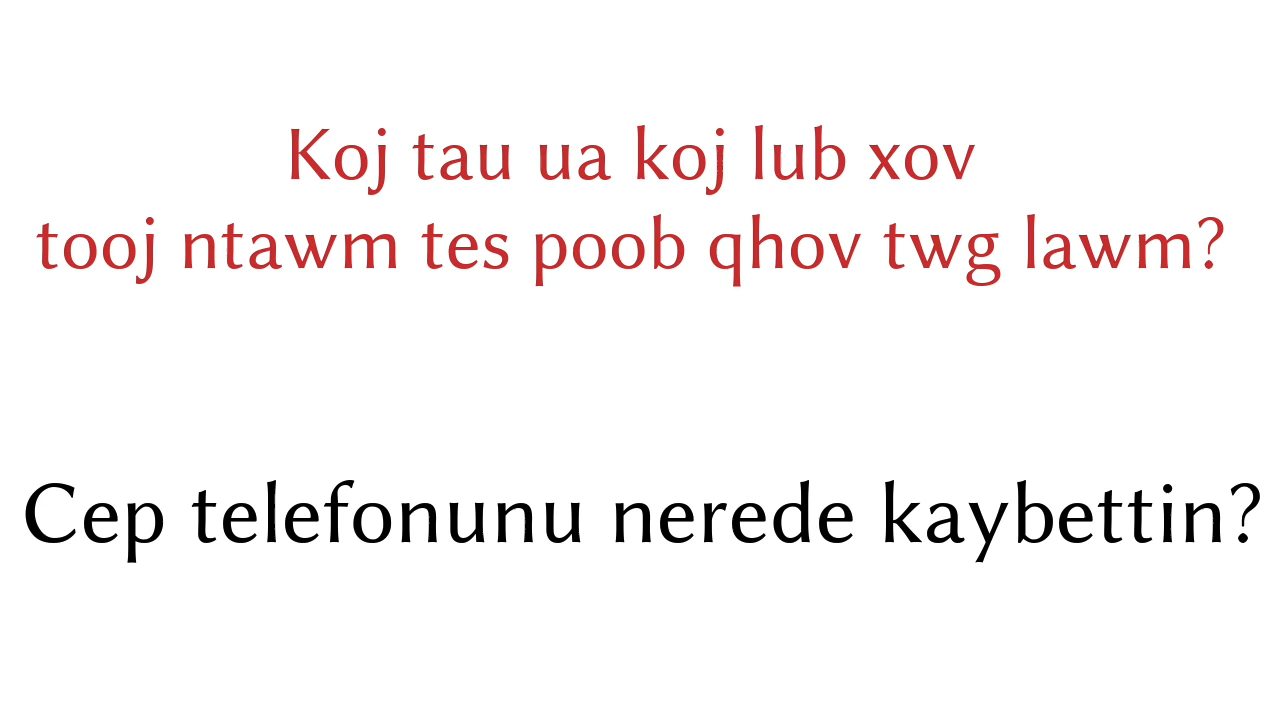 Koj tau ua koj lub xov
tooj ntawm tes poob qhov twg lawm?
Cep telefonunu nerede kaybettin?